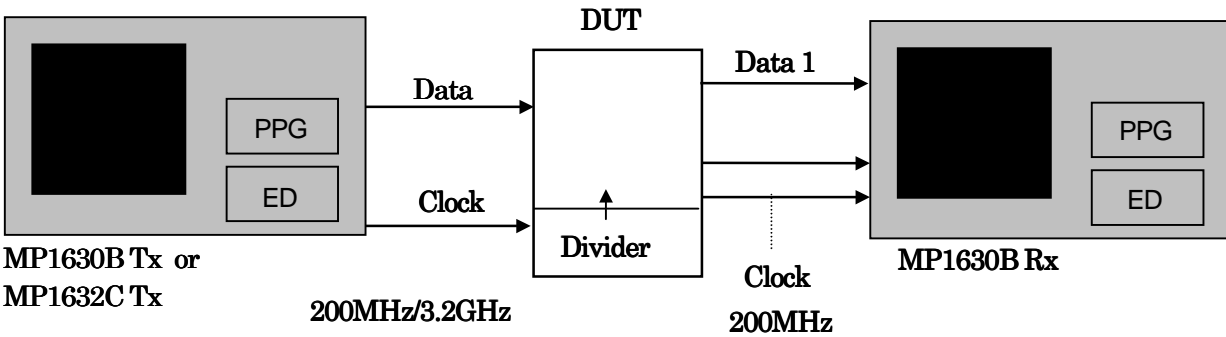 DUT
Data
Data 1
PPG
ED
PPG
ED
Clock
Divider
Clock
200MHz
MP1630B Tx or
MP1632C Tx
200MHz/3.2GHz
MP1630B Rx